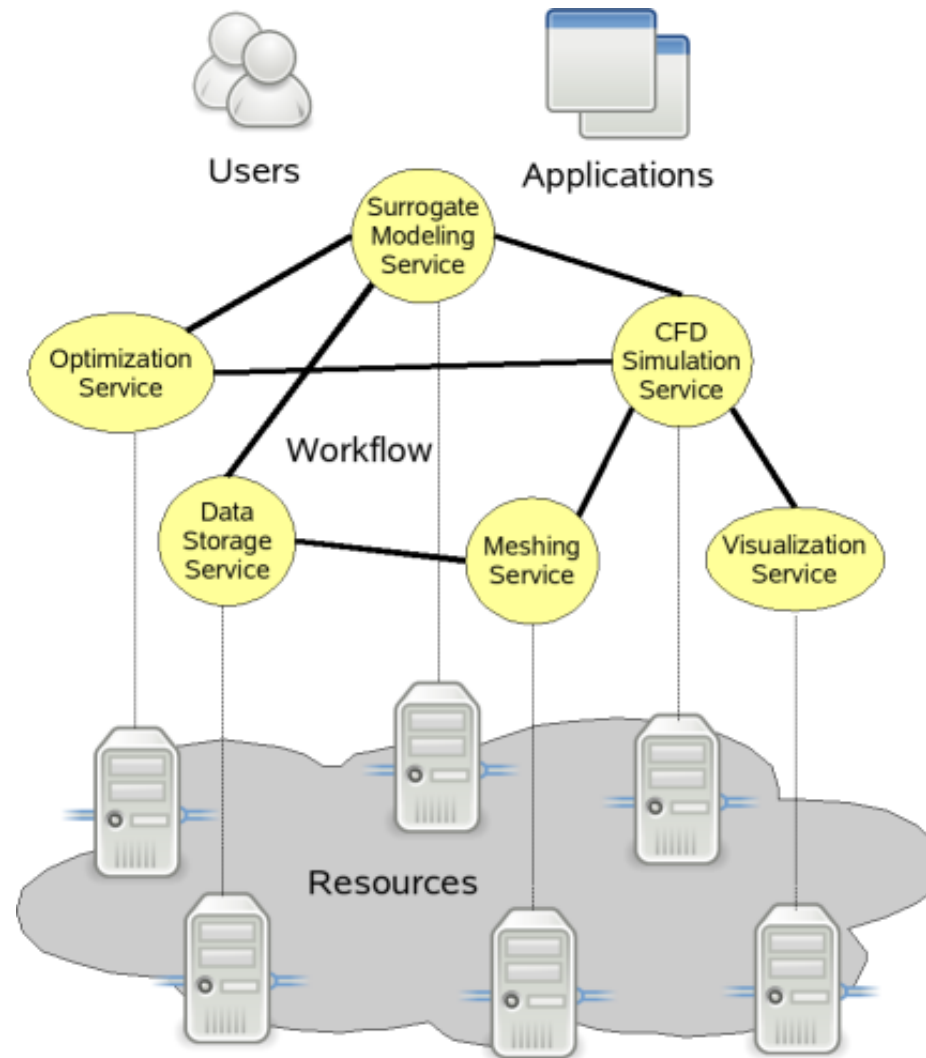 Users
Applications
Surrogate
Modeling
Service
Optimization
Service
CFD
Simulation
Service
Workflow
Data
Storage
Service
Meshing
Service
Visualization
Service
Resources